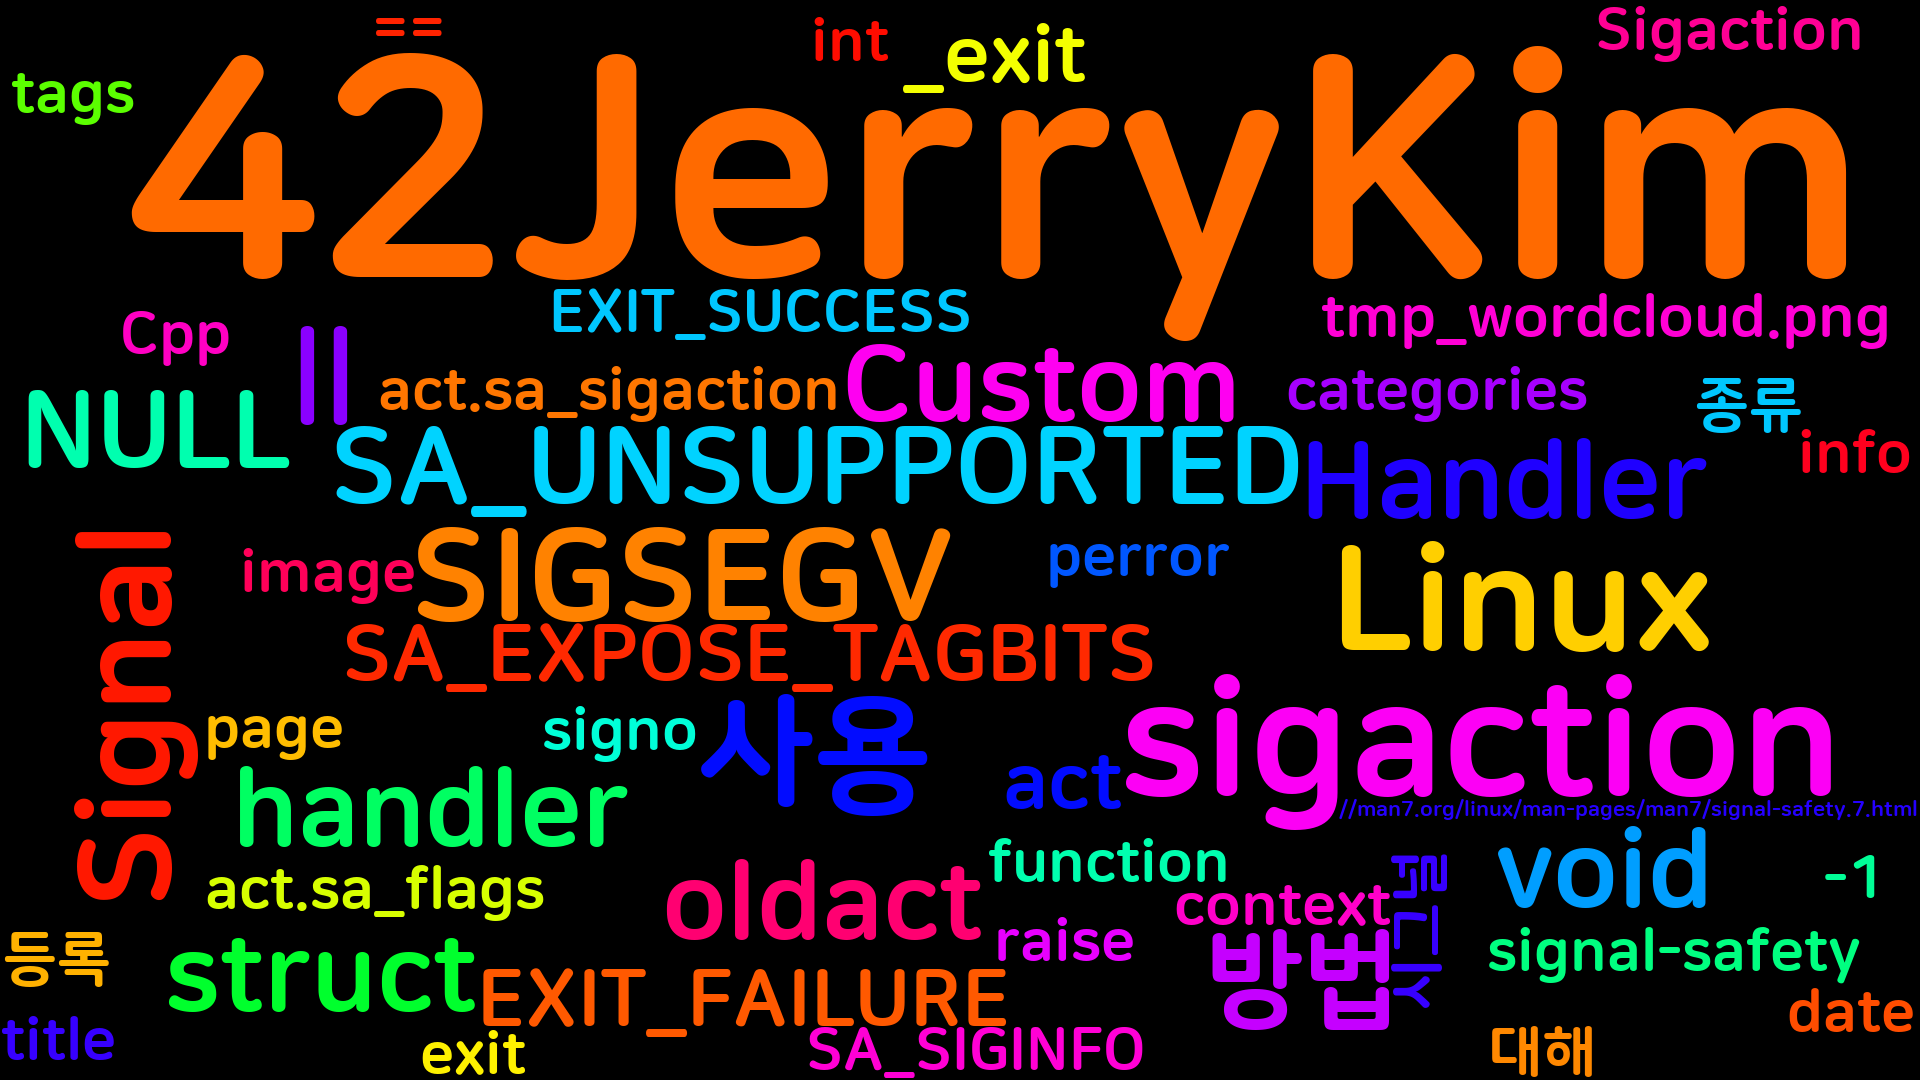 ==
int
_exit
Sigaction
tags
42JerryKim
EXIT_SUCCESS
tmp_wordcloud.png
Cpp
||
act.sa_sigaction
Custom
categories
종류
NULL
SA_UNSUPPORTED
Handler
info
Signal
image
SIGSEGV
perror
Linux
SA_EXPOSE_TAGBITS
page
signo
사용
act
sigaction
//man7.org/linux/man-pages/man7/signal-safety.7.html
handler
function
void
-1
act.sa_flags
oldact
context
시그널
raise
방법
signal-safety
등록
struct
EXIT_FAILURE
date
title
exit
SA_SIGINFO
대해